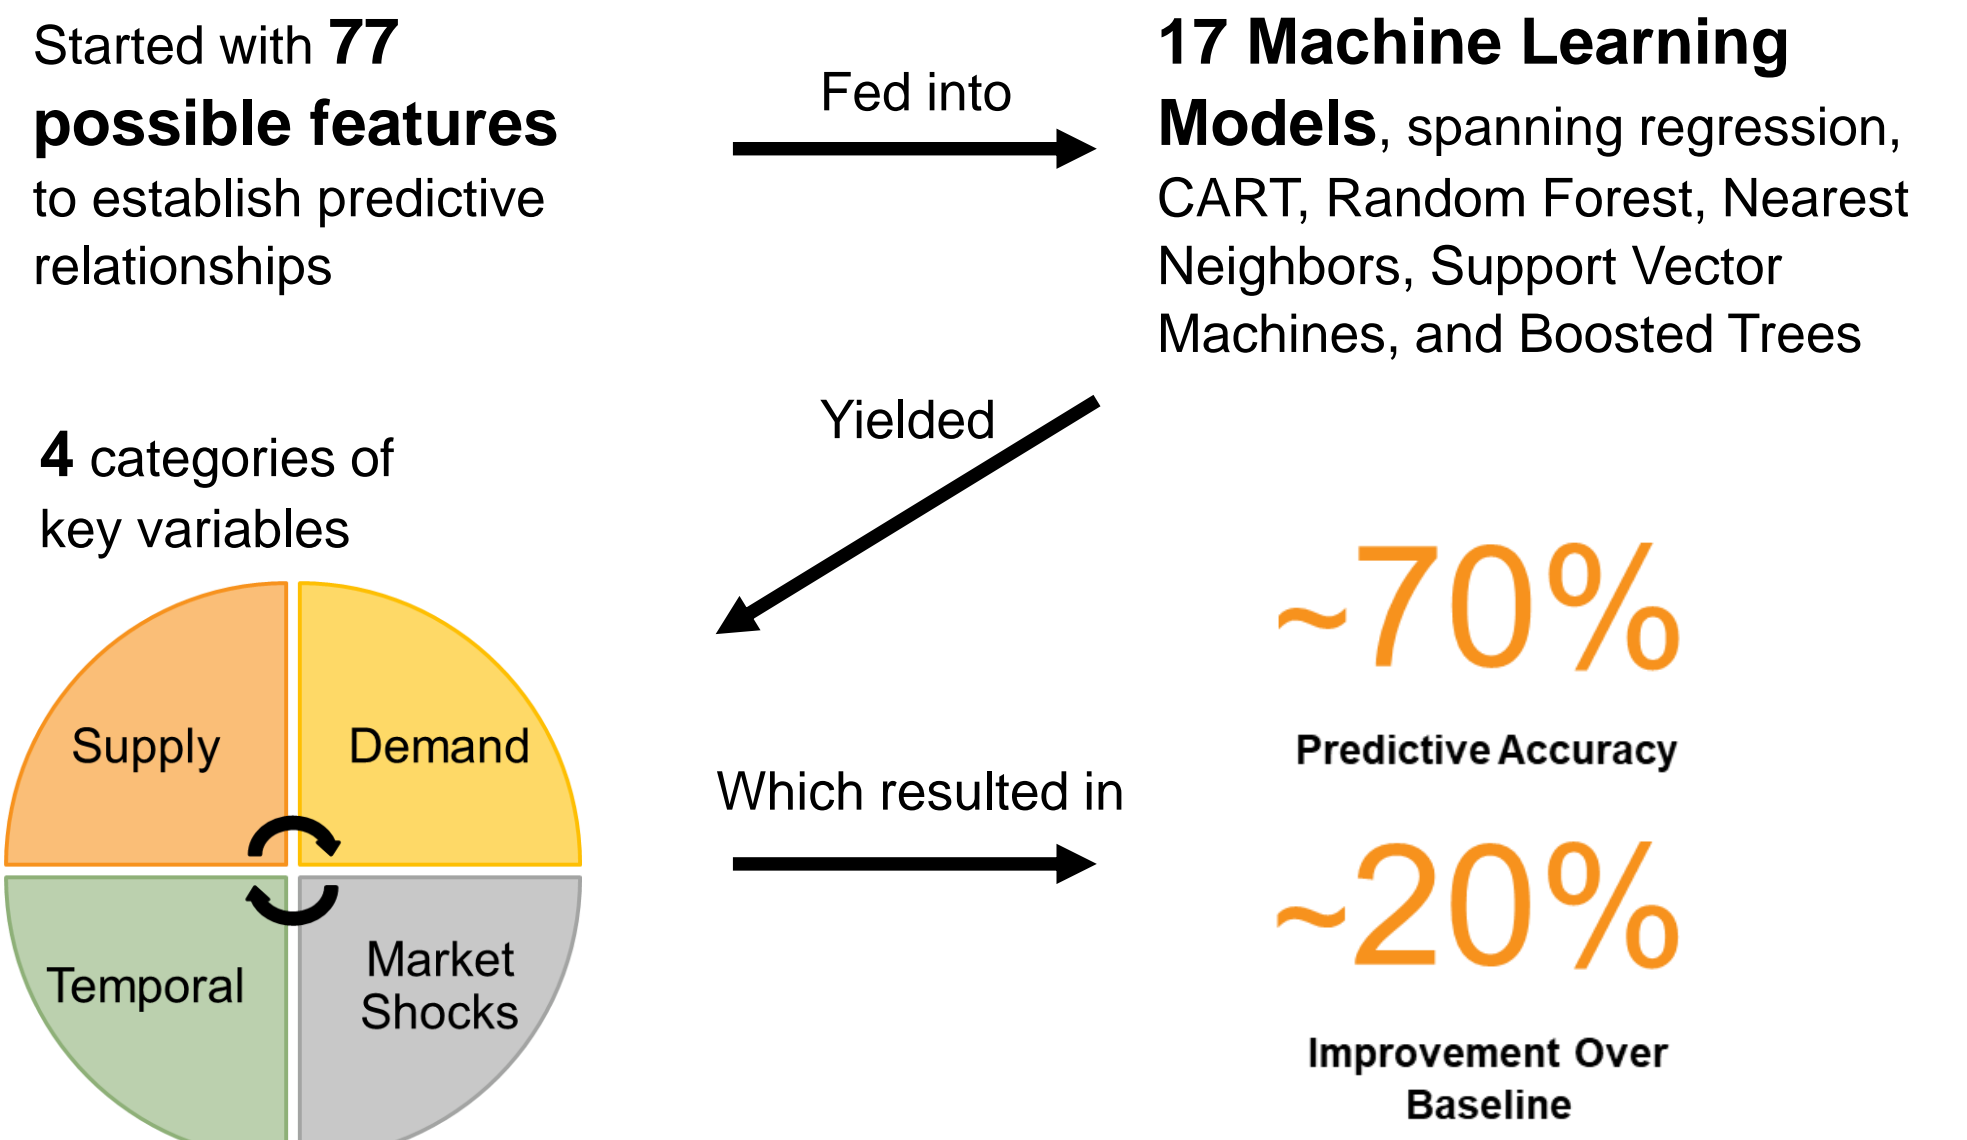 Started with 77
possible features
to establish predictive
relationships
Fed into
17 Machine Learning
Models, spanning regression,
CART, Random Forest, Nearest
Neighbors, Support Vector
Machines, and Boosted Trees
Yielded
4 categories of
key variables
Supply
Demand
Temporal
Market
Shocks
Which resulted in
~70%
Predictive Accuracy
~20%
Improvement Over
Baseline